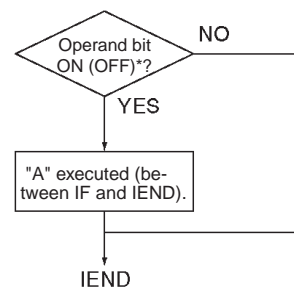 Operand bit
ON (OFF)*?
NO
YES
"A" executed (be-
tween IF and IEND).
IEND